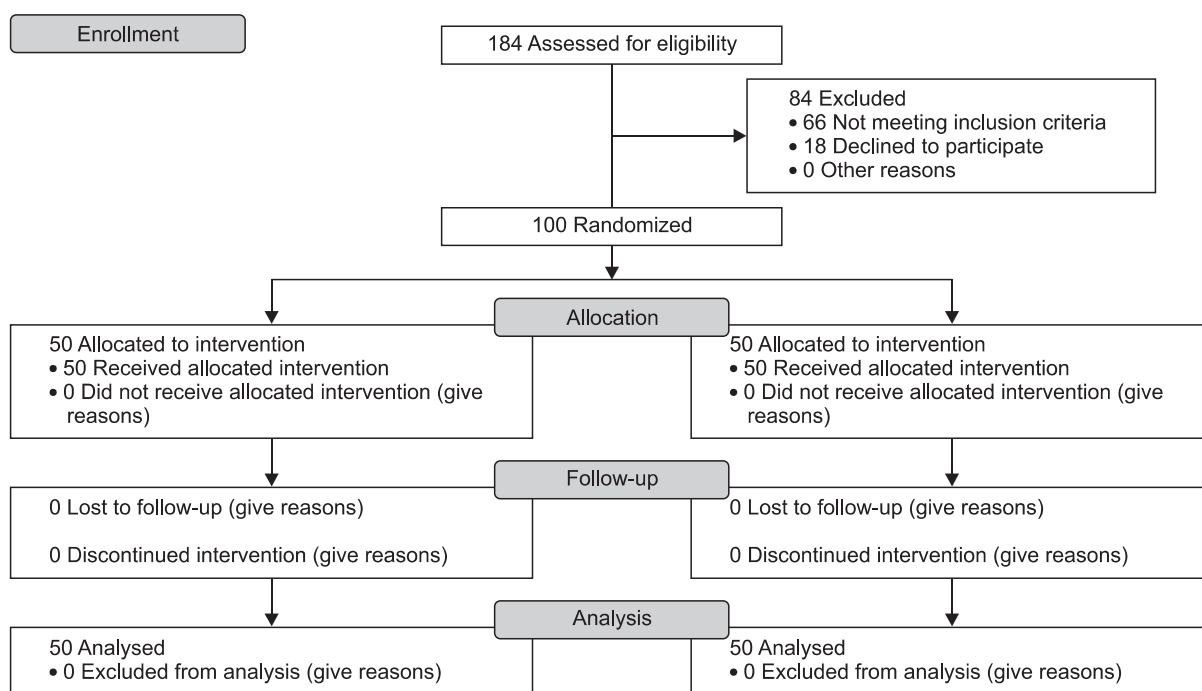 Enrollment
184 Assessed for eligibility
84 Excluded
• 66 Not meeting inclusion criteria
• 18 Declined to participate
• 0 Other reasons
100 Randomized
Allocation
50 Allocated to intervention
• 50 Received allocated intervention
• 0 Did not receive allocated intervention (give
reasons)
50 Allocated to intervention
• 50 Received allocated intervention
• 0 Did not receive allocated intervention (give
reasons)
Follow-up
0 Lost to follow-up (give reasons)
0 Discontinued intervention (give reasons)
0 Lost to follow-up (give reasons)
0 Discontinued intervention (give reasons)
Analysis
50 Analysed
• 0 Excluded from analysis (give reasons)
50 Analysed
• 0 Excluded from analysis (give reasons)